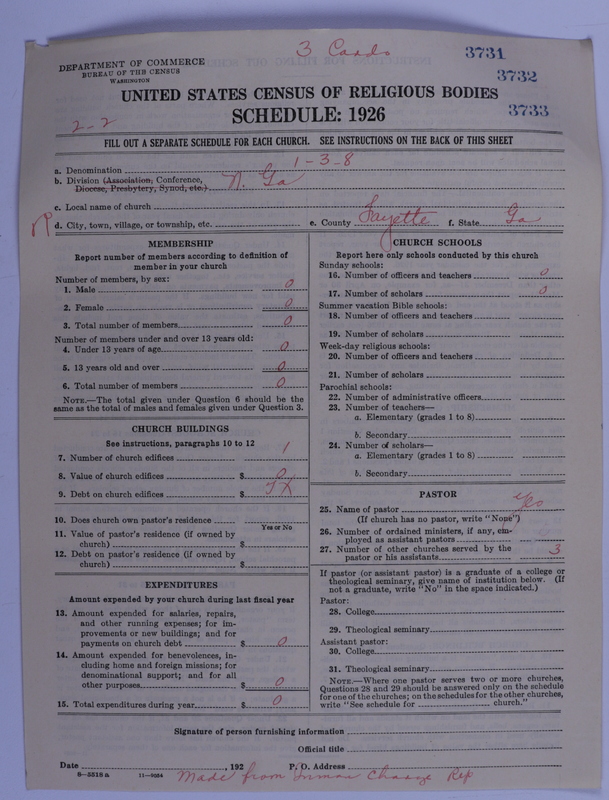 3 Cards
3731
3732
3733
DEPARTMENT OF COMMERCE
BUREAU OF THE CENSUS
WASHINGTON
UNITED STATES CENSUS OF RELIGIOUS BODIES
SCHEDULE: 1926
2-2
FILL OUT A SEPARATE SCHEDULE FOR EACH CHURCH. SEE INSTRUCTIONS ON THE BACK OF THIS SHEET
a. Denomination 1-3-8
b. Division (Association, Conference, Diocese, Presbytery, Synod, etc.) N. Ga
c. Local name of church
d. City, town, village, or township, etc. e. County Fayette f. State Ga
MEMBERSHIP
Report number of members according to definition of
member in your church
Number of members, by sex:
1. Male 0
2. Female 0
3. Total number of members 0
Number of members under and over 13 years old:
4. Under 13 years of age 0
5. 13 years old and over 0
6. Total number of members 0
NOTE.—The total given under Question 6 should be
same as the total of males and females given under Question 3.
CHURCH BUILDINGS
See instructions, paragraphs 10 to 12
7. Number of church edifices 1
8. Value of church edifices $ 0
9. Debt on church edifices $
10. Does church own pastor's residence
Yes or No
11. Value of pastor's residence (if owned by
church) $
12. Debt on pastor's residence (if owned by
church) $
EXPENDITURES
Amount expended by your church during last fiscal year
13. Amount expended for salaries, repairs,
and other running expenses; for im-
provements or new buildings; and for
payments on church debt $ 0
14. Amount expended for benevolences, in-
cluding home and foreign missions; for
denominational support; and for all
other purposes $ 0
15. Total expenditures during year $ 0
CHURCH SCHOOLS
Report here only schools conducted by this church
Sunday schools:
16. Number of officers and teachers 0
17. Number of scholars 0
Summer vacation Bible schools:
18. Number of officers and teachers
19. Number of scholars
Week-day religious schools:
20. Number of officers and teachers
21. Number of scholars
Parochial schools:
22. Number of administrative officers
23. Number of teachers—
a. Elementary (grades 1 to 8)
b. Secondary
24. Number of scholars—
a. Elementary (grades 1 to 8)
b. Secondary
PASTOR
25. Name of pastor yes
(If church has no pastor, write "None")
26. Number of ordained ministers, if any, em-
ployed as assistant pastors
27. Number of other churches served by the
pastor or his assistants 3
If pastor (or assistant pastor) is a graduate of a college or
theological seminary, give name of institution below. (If
not a graduate, write "No" in the space indicated.)
Pastor:
28. College
29. Theological seminary
Assistant pastor:
30. College
31. Theological seminary
NOTE.—Where one pastor serves two or more churches,
Questions 28 and 29 should be answered only on the schedule
for one of the churches; on the schedules for the other churches,
write "See schedule for church."
Signature of person furnishing information
Official title
Date , 192 P. O. Address
8—5518 a 11—9264
Made from Inman Charge Rep